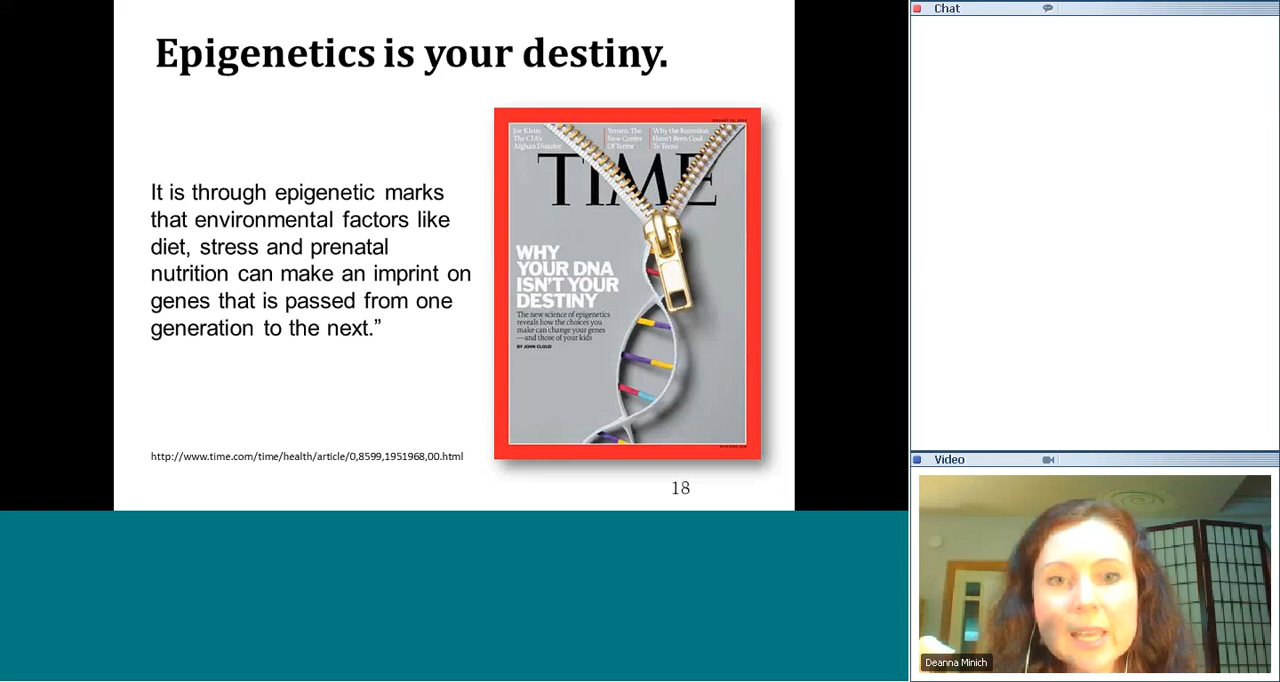 Epigenetics is your destiny.
It is through epigenetic marks
that environmental factors like
diet, stress and prenatal
nutrition can make an imprint on
genes that is passed from one
generation to the next.”
http://www.time.com/time/health/article/0,8599,1951968,00.html
18
Joe Klein:
The CIA's
Afghan Disaster
Yemen: The
New Center
Of Terror
Why the Recession
Hasn't Been Cool
To Teens
TIME
WHY
YOUR DNA
ISN'T YOUR
DESTINY
The new science of epigenetics
reveals how the choices you
make can change your genes
—and those of your kids
BY JOHN CLOUD
Chat
Video
Deanna Minich